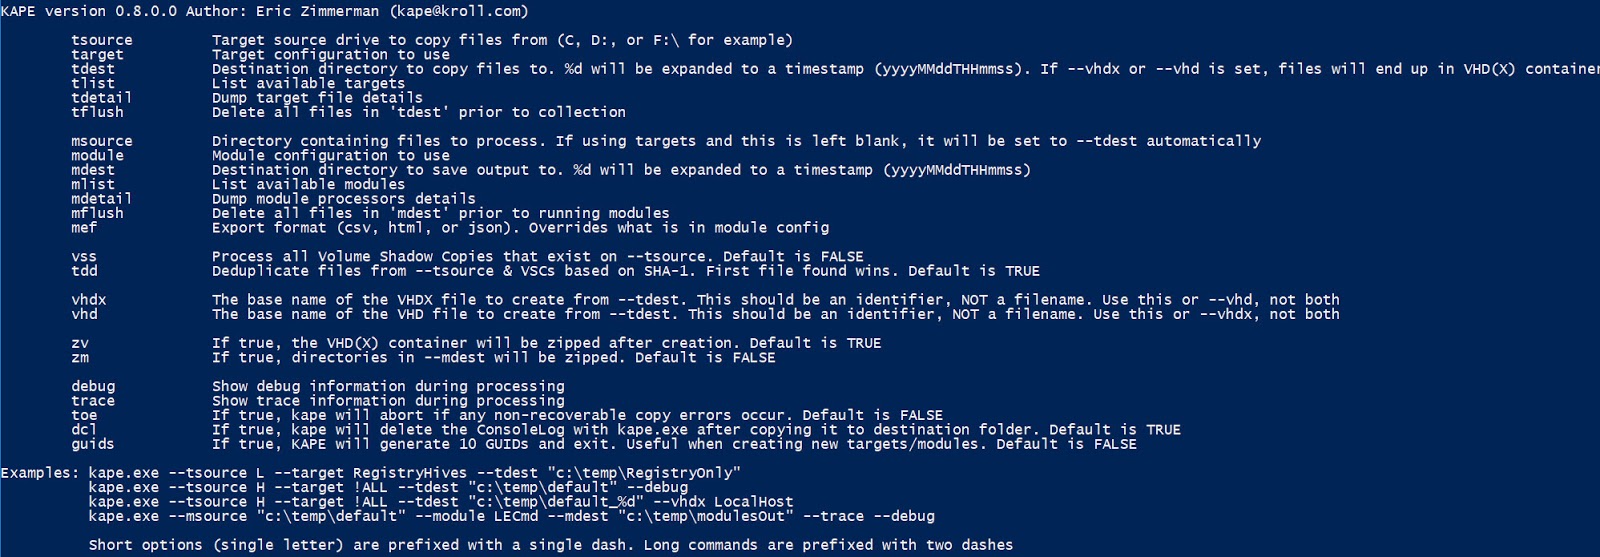 KAPE version 0.8.0.0 Author: Eric Zimmerman (kape@kroll.com)
tsource Target source drive to copy files from (C, D:, or F:\ for example)
target Target configuration to use
tdest Destination directory to copy files to. %d will be expanded to a timestamp (yyyyMMddTHHmmss). If --vhdx or --vhd is set, files will end up in VHD(X) container
tlist List available targets
tdetail Dump target file details
tflush Delete all files in 'tdest' prior to collection
msource Directory containing files to process. If using targets and this is left blank, it will be set to --tdest automatically
module Module configuration to use
mdest Destination directory to save output to. %d will be expanded to a timestamp (yyyyMMddTHHmmss)
mlist List available modules
mdetail Dump module processors details
mflush Delete all files in 'mdest' prior to running modules
mef Export format (csv, html, or json). Overrides what is in module config
vss Process all Volume Shadow Copies that exist on --tsource. Default is FALSE
tdd Deduplicate files from --tsource & VSCs based on SHA-1. First file found wins. Default is TRUE
vhdx The base name of the VHDX file to create from --tdest. This should be an identifier, NOT a filename. Use this or --vhd, not both
vhd The base name of the VHD file to create from --tdest. This should be an identifier, NOT a filename. Use this or --vhdx, not both
zv If true, the VHD(X) container will be zipped after creation. Default is TRUE
zm If true, directories in --mdest will be zipped. Default is FALSE
debug Show debug information during processing
trace Show trace information during processing
toe If true, kape will abort if any non-recoverable copy errors occur. Default is FALSE
dcl If true, kape will delete the ConsoleLog with kape.exe after copying it to destination folder. Default is TRUE
guids If true, KAPE will generate 10 GUIDs and exit. Useful when creating new targets/modules. Default is FALSE
Examples: kape.exe --tsource L --target RegistryHives --tdest "c:\temp\RegistryOnly"
kape.exe --tsource H --target !ALL --tdest "c:\temp\default" --debug
kape.exe --tsource H --target !ALL --tdest "c:\temp\default_%d" --vhdx LocalHost
kape.exe --msource "c:\temp\default" --module LECmd --mdest "c:\temp\modulesOut" --trace --debug
Short options (single letter) are prefixed with a single dash. Long commands are prefixed with two dashes